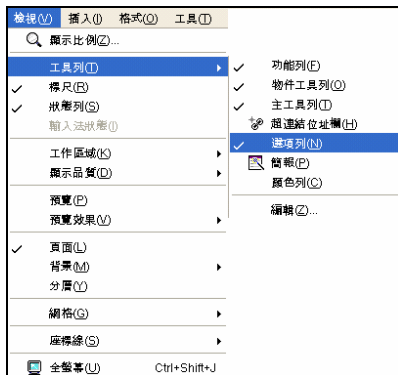 檢視(V) 插入(I) 格式(O) 工具(T)
顯示比例(Z)...
工具列(T)
標尺(R)
狀態列(S)
輸入法狀態(I)
工作區域(K)
顯示品質(D)
預覽(P)
預覽效果(V)
頁面(L)
背景(M)
分層(Y)
網格(G)
座標線(S)
全螢幕(U) Ctrl+Shift+J
功能列(F)
物件工具列(O)
主工具列(T)
超連結位址欄(H)
選項列(N)
簡報(P)
顏色列(C)
編輯(Z)...